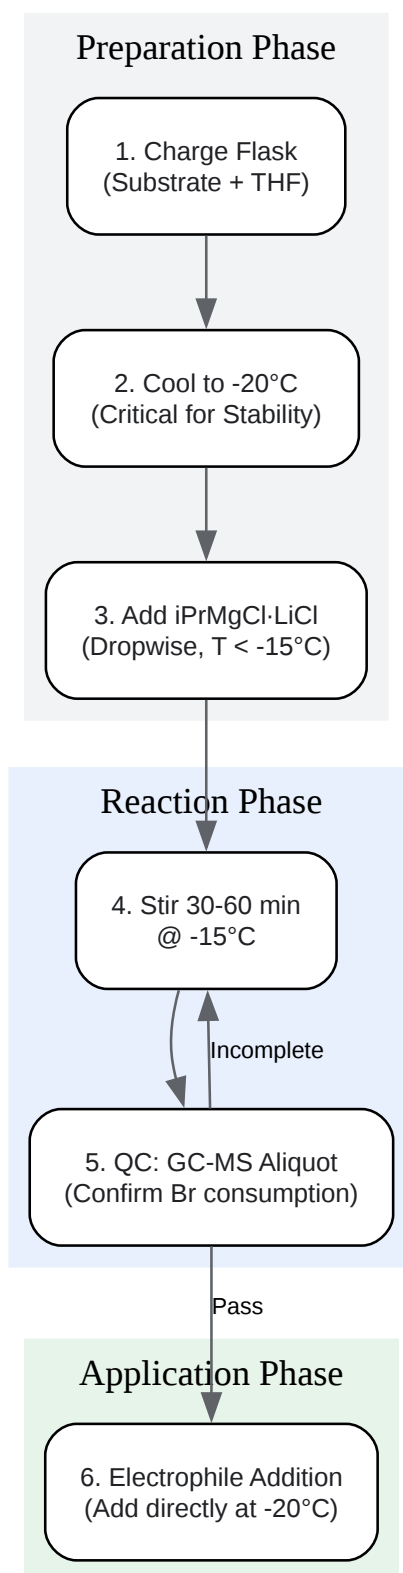 Preparation Phase
1. Charge Flask
(Substrate + THF)
2. Cool to -20°C
(Critical for Stability)
3. Add iPrMgCl·LiCl
(Dropwise, T < -15°C)
Reaction Phase
4. Stir 30-60 min
@ -15°C
Incomplete
5. QC: GC-MS Aliquot
(Confirm Br consumption)
Pass
Application Phase
6. Electrophile Addition
(Add directly at -20°C)